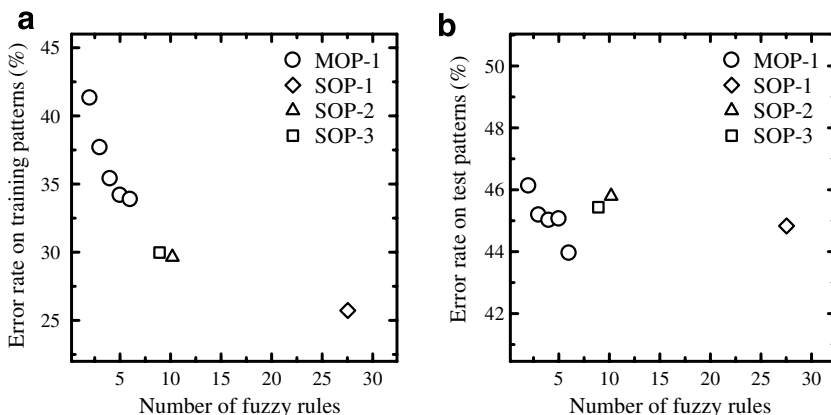 a
45
40
35
30
25
5
10
15
20
25
30
Error rate on training patterns (%)
Number of fuzzy rules
MOP-1
SOP-1
SOP-2
SOP-3
b
50
48
46
44
42
5
10
15
20
25
30
Error rate on test patterns (%)
Number of fuzzy rules
MOP-1
SOP-1
SOP-2
SOP-3